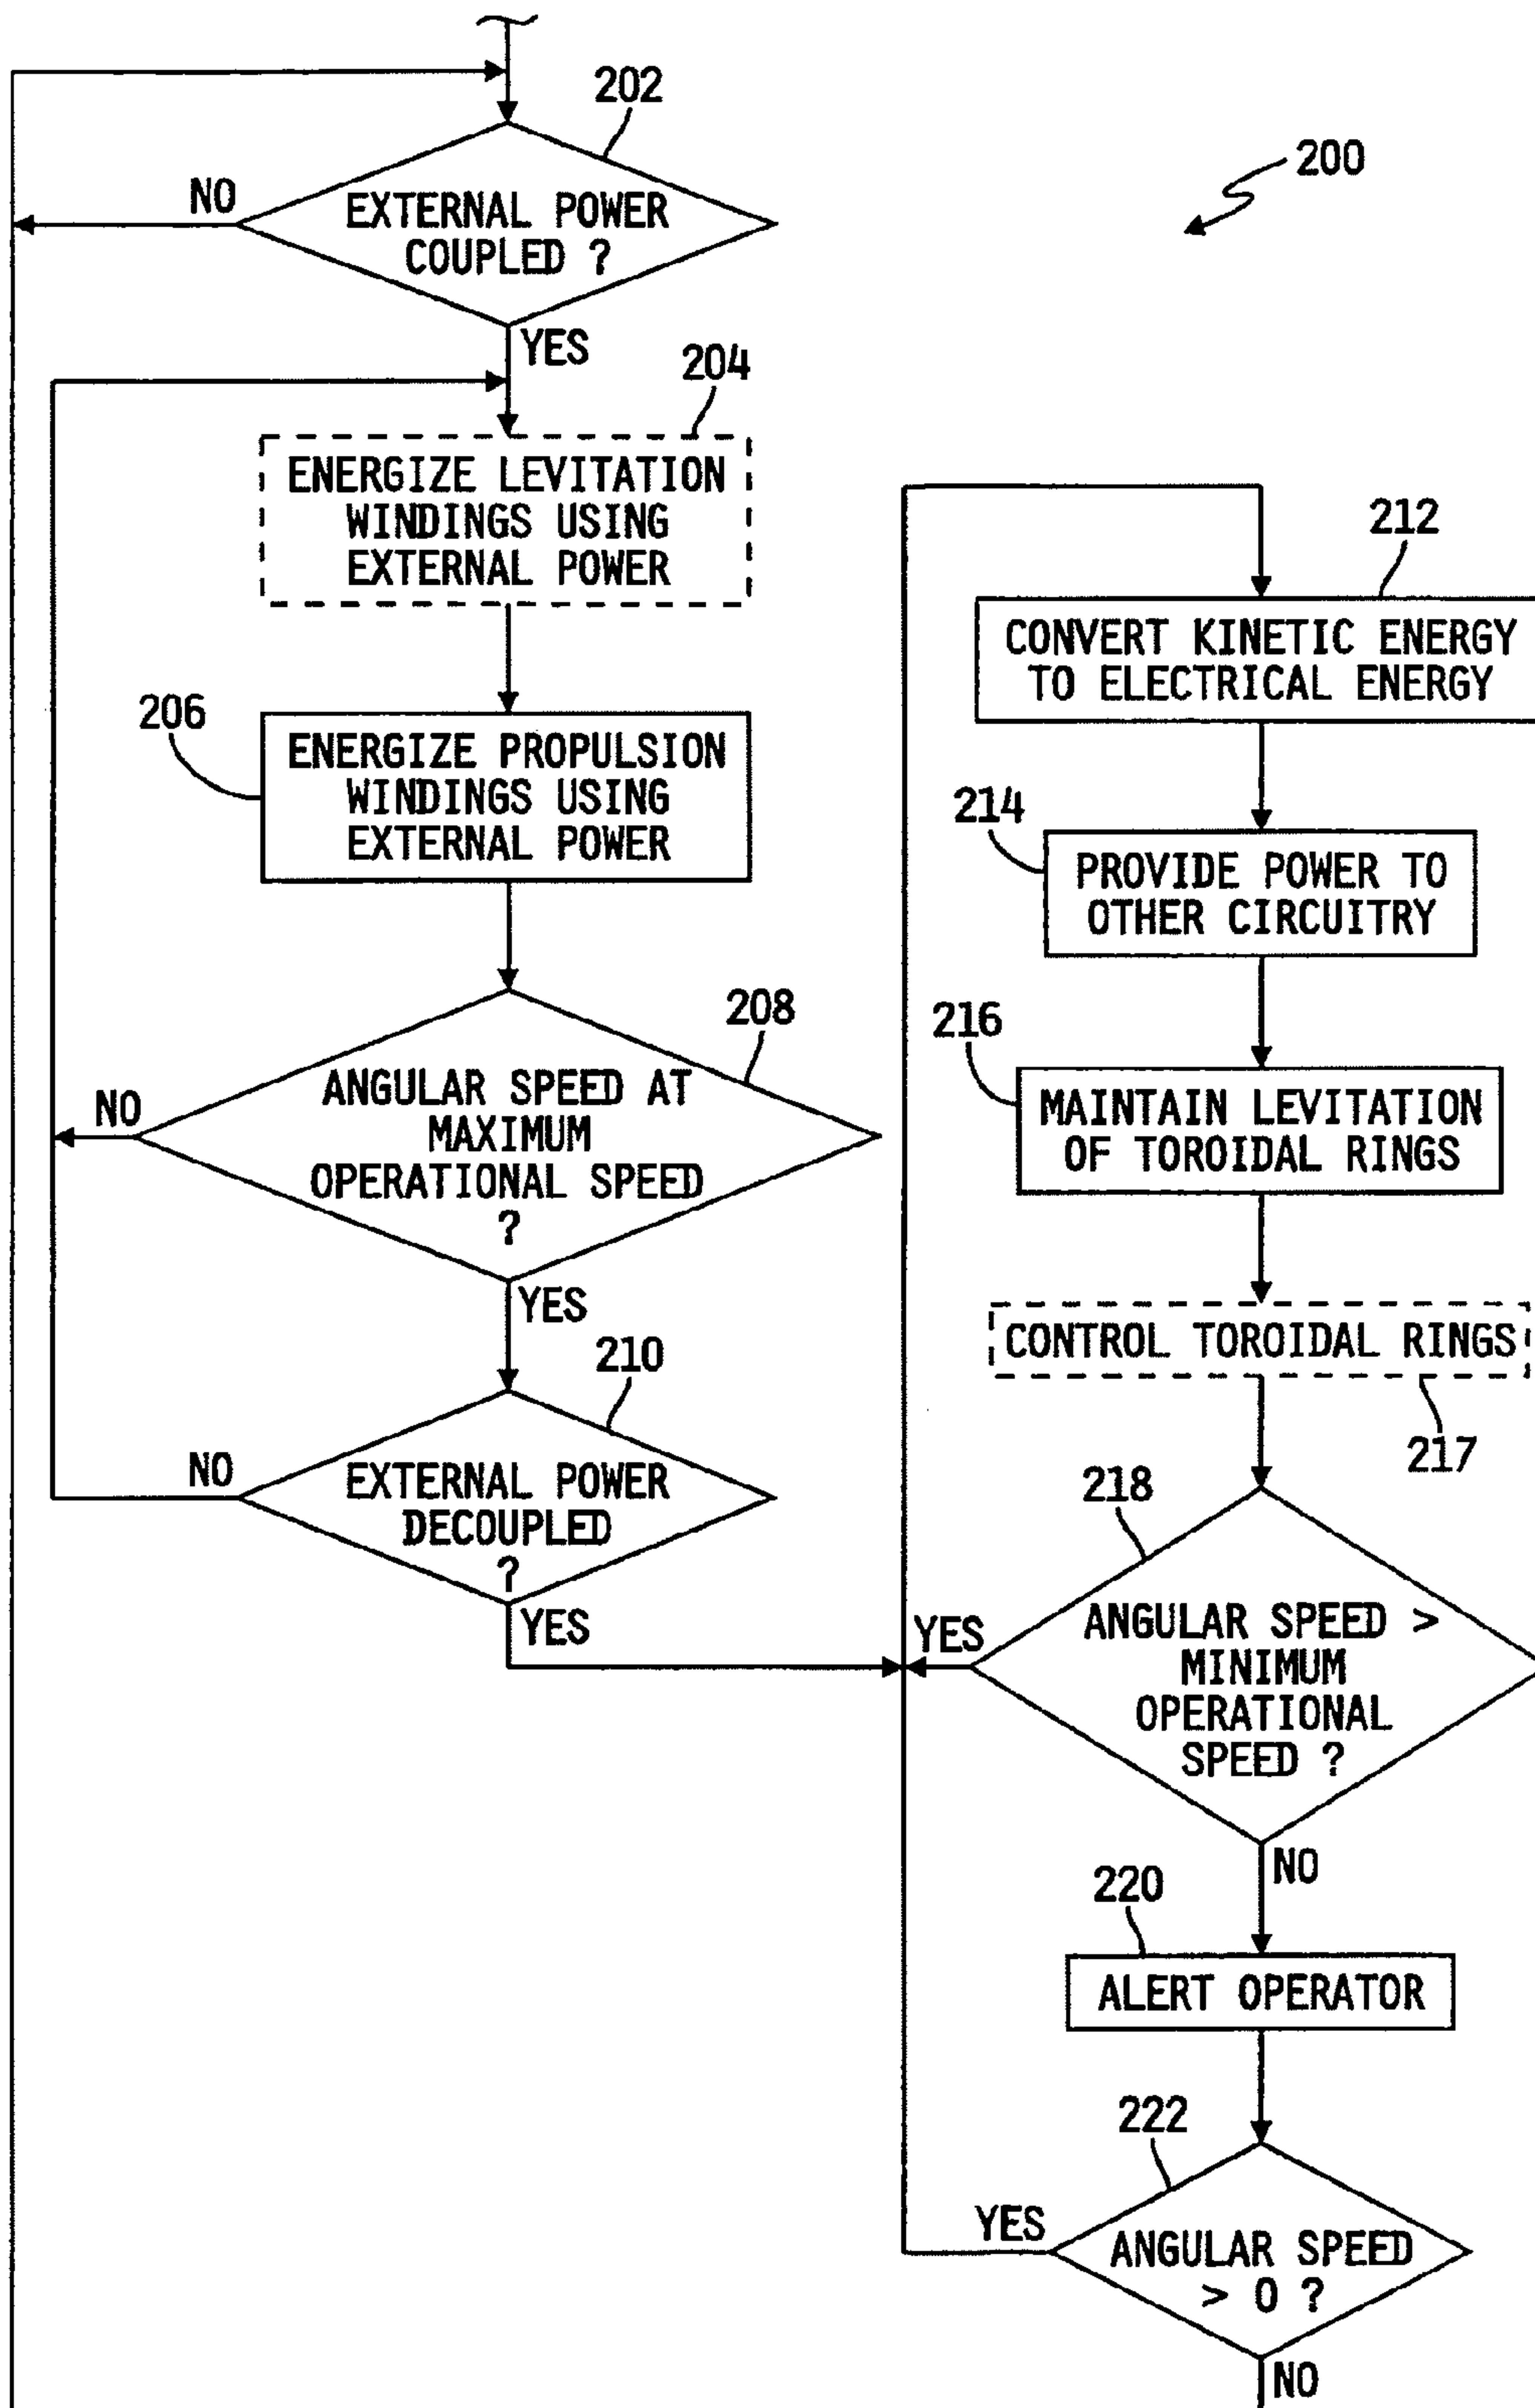 202
200
NO
EXTERNAL POWER
COUPLED ?
YES
204
ENERGIZE LEVITATION
WINDINGS USING
EXTERNAL POWER
206
ENERGIZE PROPULSION
WINDINGS USING
EXTERNAL POWER
208
NO
ANGULAR SPEED AT
MAXIMUM
OPERATIONAL SPEED
?
YES
210
NO
EXTERNAL POWER
DECOUPLED
?
YES
212
CONVERT KINETIC ENERGY
TO ELECTRICAL ENERGY
214
PROVIDE POWER TO
OTHER CIRCUITRY
216
MAINTAIN LEVITATION
OF TOROIDAL RINGS
CONTROL TOROIDAL RINGS
217
218
YES
ANGULAR SPEED >
MINIMUM
OPERATIONAL
SPEED ?
NO
220
ALERT OPERATOR
222
YES
ANGULAR SPEED
> 0 ?
NO